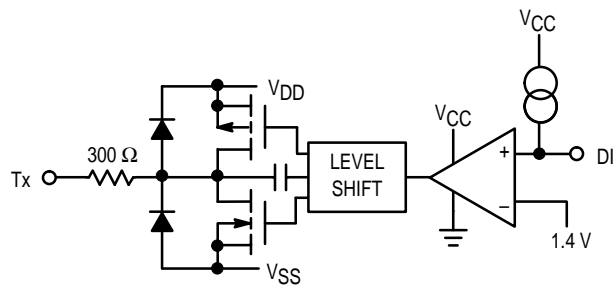 VCC
VDD
VCC
300 Ω
Tx
LEVEL
SHIFT
+
DI
−
1.4 V
VSS